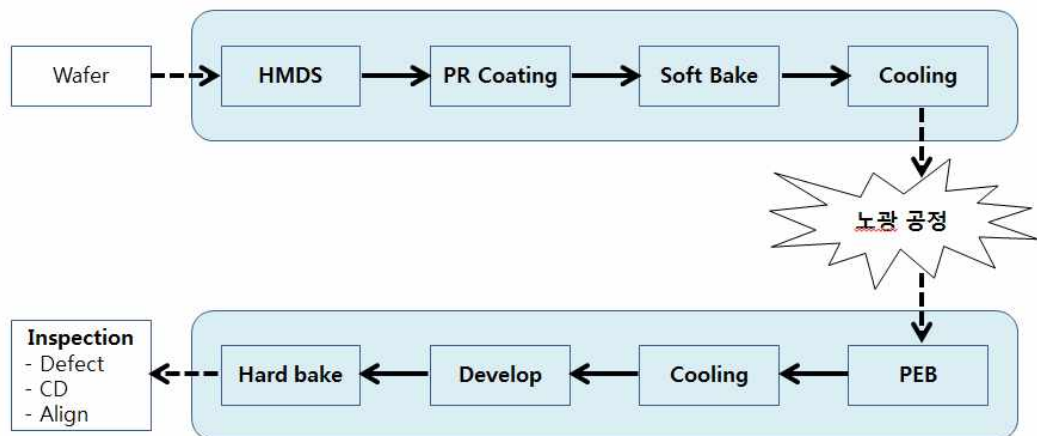 Wafer
HMDS
PR Coating
Soft Bake
Cooling
노광 공정
PEB
Cooling
Develop
Hard bake
Inspection
- Defect
- CD
- Align